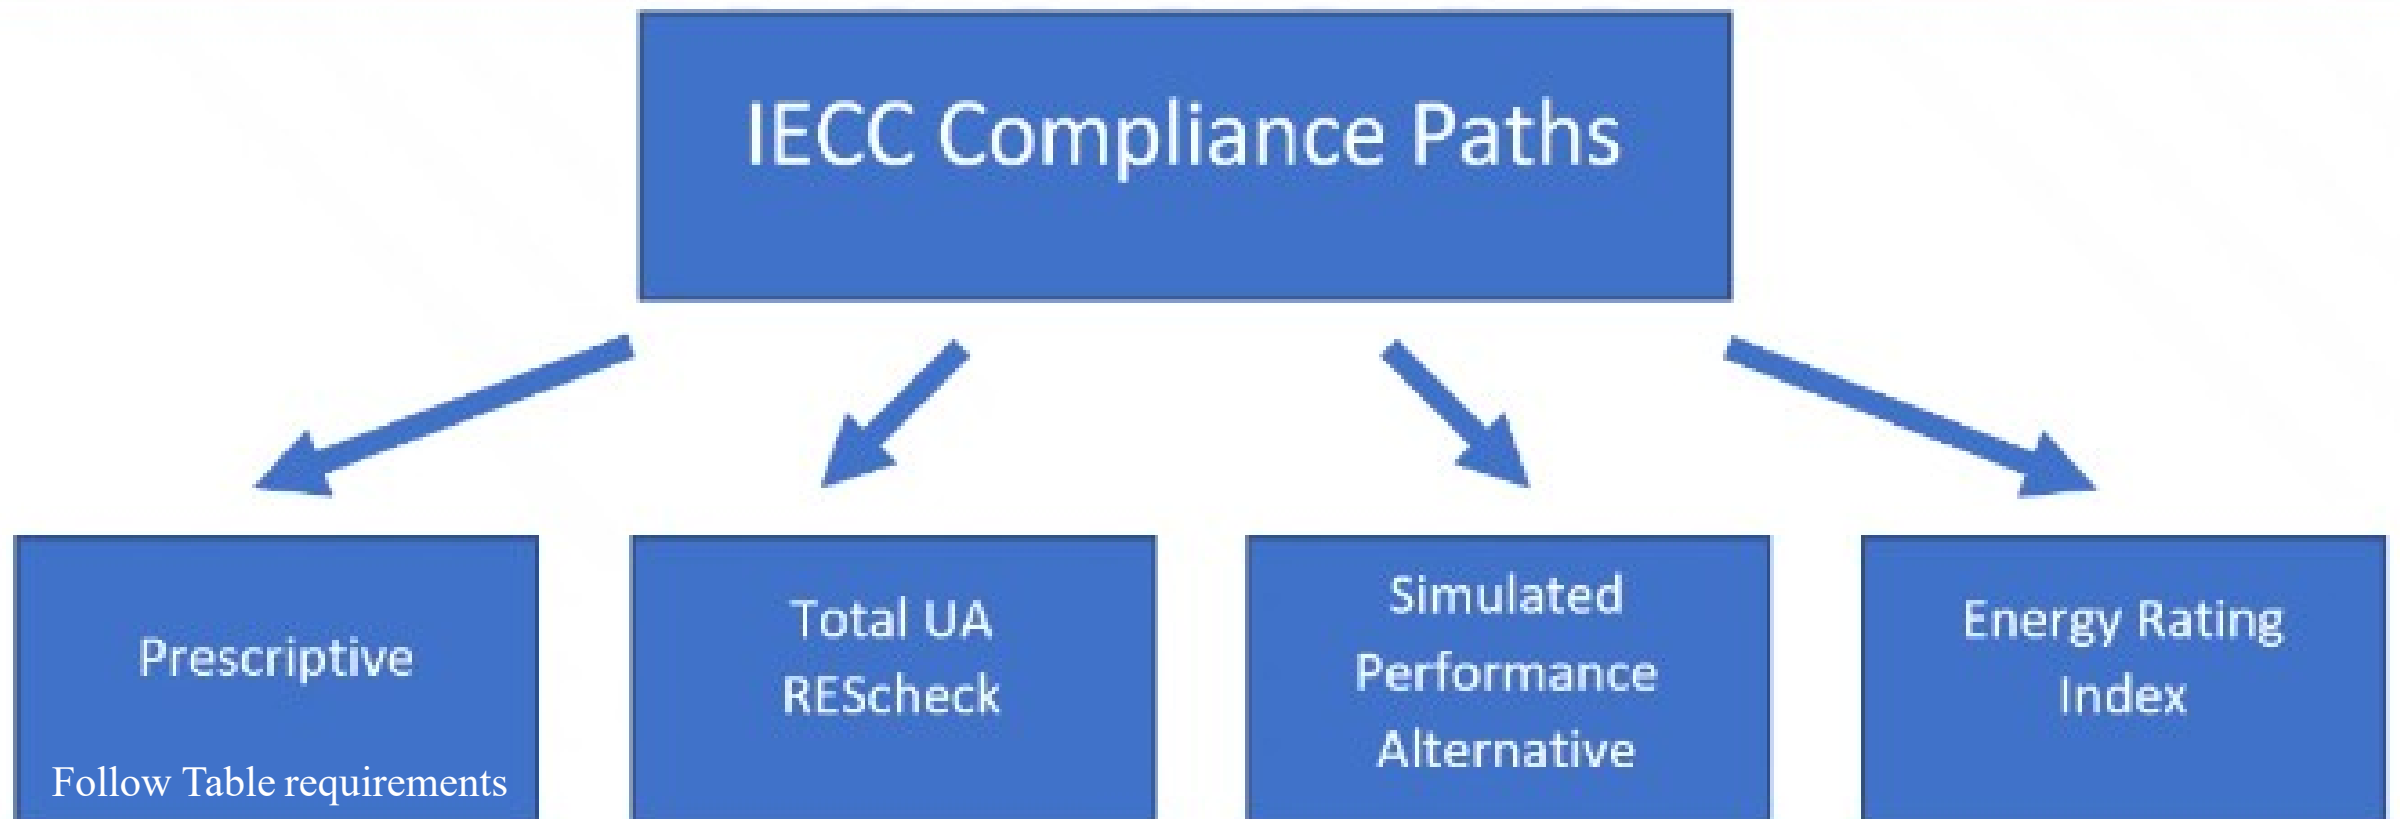 IECC Compliance Paths
Prescriptive
Follow Table requirements
Total UA
REScheck
Simulated
Performance
Alternative
Energy Rating
Index